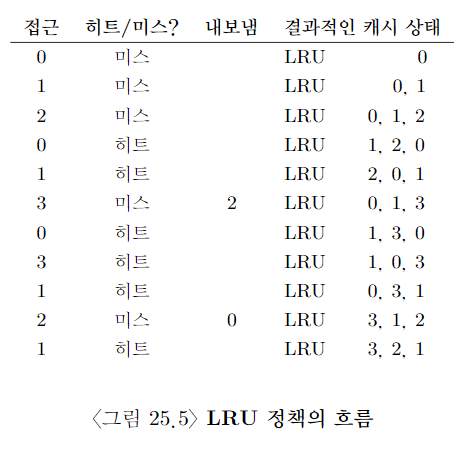 접근 히트/미스? 내보냄 결과적인 캐시 상태
0 미스 LRU 0
1 미스 LRU 0, 1
2 미스 LRU 0, 1, 2
0 히트 LRU 1, 2, 0
1 히트 LRU 2, 0, 1
3 미스 2 LRU 0, 1, 3
0 히트 LRU 1, 3, 0
3 히트 LRU 1, 0, 3
1 히트 LRU 0, 3, 1
2 미스 0 LRU 3, 1, 2
1 히트 LRU 3, 2, 1
〈그림 25.5〉 LRU 정책의 흐름